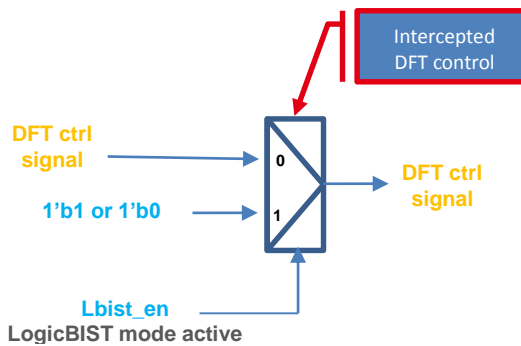 Intercepted
DFT control
DFT ctrl
signal
0
DFT ctrl
signal
1’b1 or 1’b0
1
Lbist_en
LogicBIST mode active